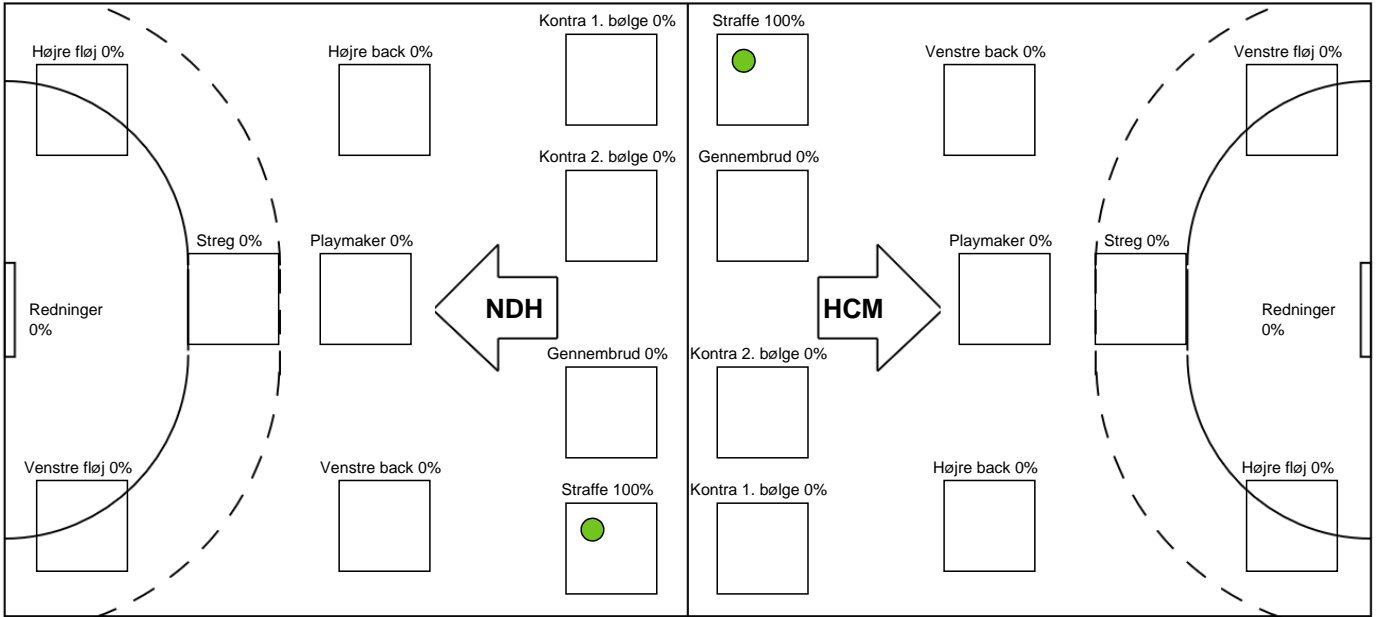 Kontra 1. bølge 0%
Straffe 100%
Højre fløj 0%
Højre back 0%
Venstre back 0%
Venstre fløj 0%
Kontra 2. bølge 0%
Gennembrud 0%
Streg 0%
Playmaker 0%
Playmaker 0%
Streg 0%
Redninger
0%
NDH
HCM
Redninger
0%
Gennembrud 0%
Kontra 2. bølge 0%
Venstre fløj 0%
Venstre back 0%
Højre back 0%
Højre fløj 0%
Straffe 100%
Kontra 1. bølge 0%